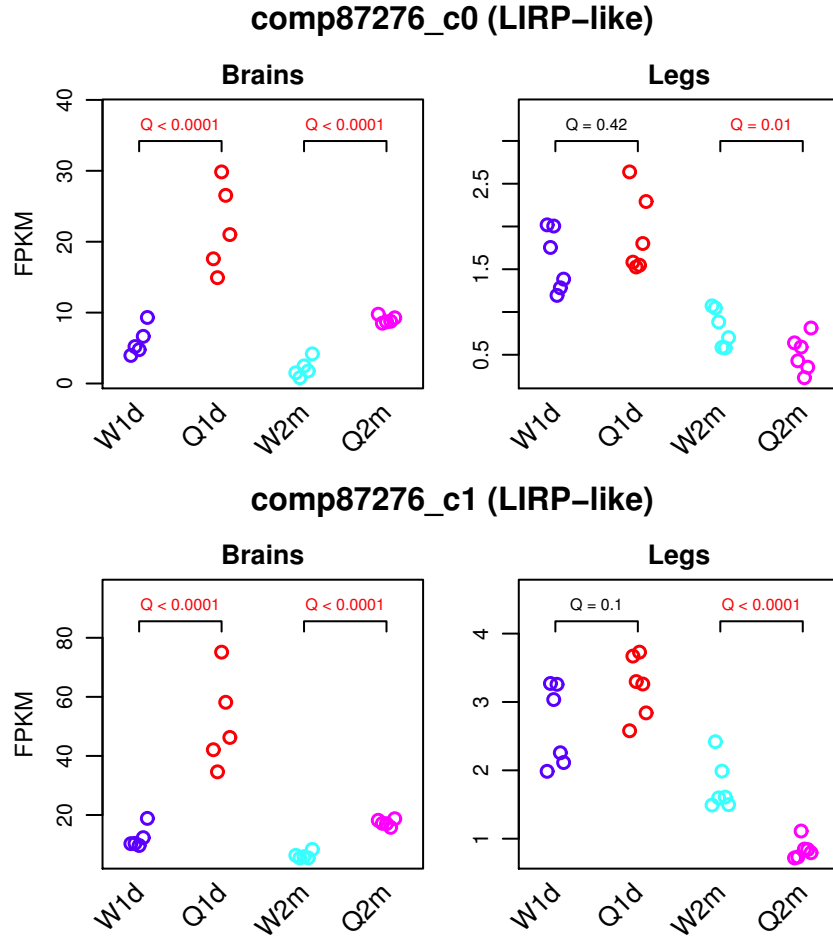 comp87276_c0 (LIRP−like)
Brains
Legs
FPKM
40
30
20
10
0
Q < 0.0001
Q < 0.0001
W1d
Q1d
W2m
Q2m
2.5
1.5
0.5
Q = 0.42
Q = 0.01
W1d
Q1d
W2m
Q2m
comp87276_c1 (LIRP−like)
Brains
Legs
FPKM
80
60
40
20
Q < 0.0001
Q < 0.0001
W1d
Q1d
W2m
Q2m
4
3
2
1
Q = 0.1
Q < 0.0001
W1d
Q1d
W2m
Q2m